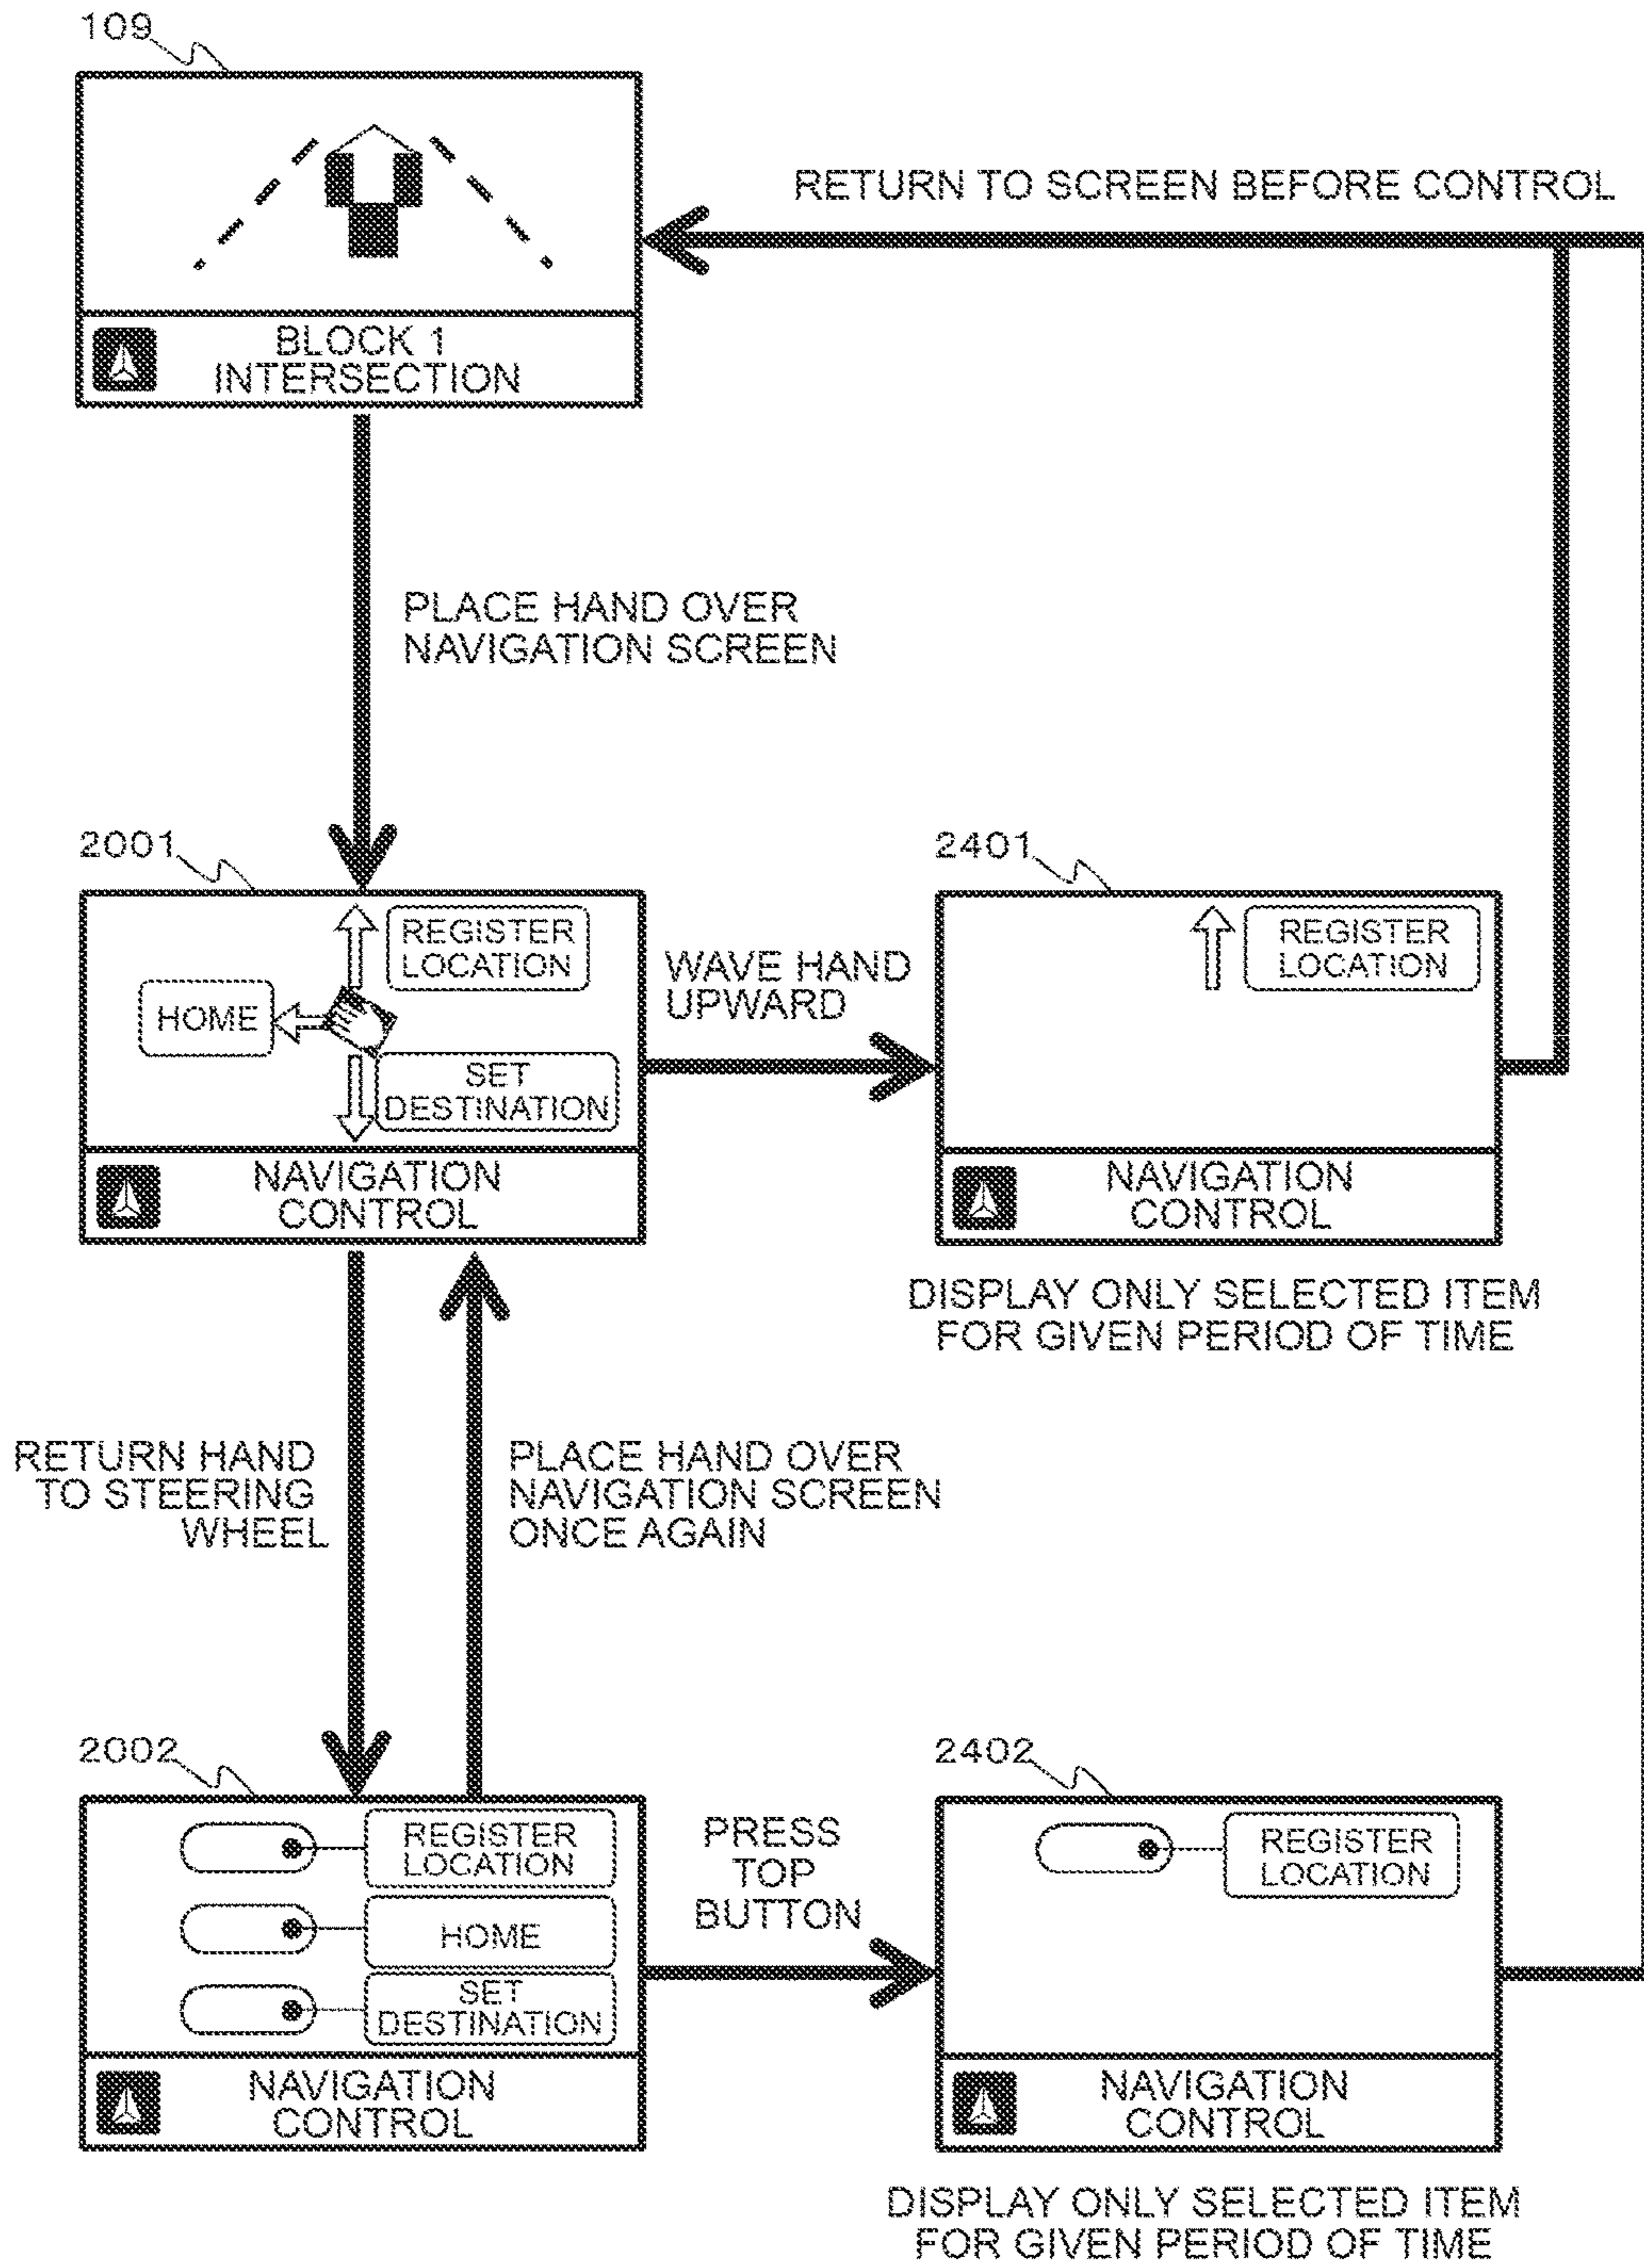 109
RETURN TO SCREEN BEFORE CONTROL
BLOCK 1
INTERSECTION
PLACE HAND OVER
NAVIGATION SCREEN
2001
REGISTER
LOCATION
HOME
SET
DESTINATION
NAVIGATION
CONTROL
WAVE HAND
UPWARD
2401
REGISTER
LOCATION
NAVIGATION
CONTROL
DISPLAY ONLY SELECTED ITEM
FOR GIVEN PERIOD OF TIME
RETURN HAND
TO STEERING
WHEEL
PLACE HAND OVER
NAVIGATION SCREEN
ONCE AGAIN
2002
REGISTER
LOCATION
HOME
SET
DESTINATION
NAVIGATION
CONTROL
PRESS
TOP
BUTTON
2402
REGISTER
LOCATION
NAVIGATION
CONTROL
DISPLAY ONLY SELECTED ITEM
FOR GIVEN PERIOD OF TIME